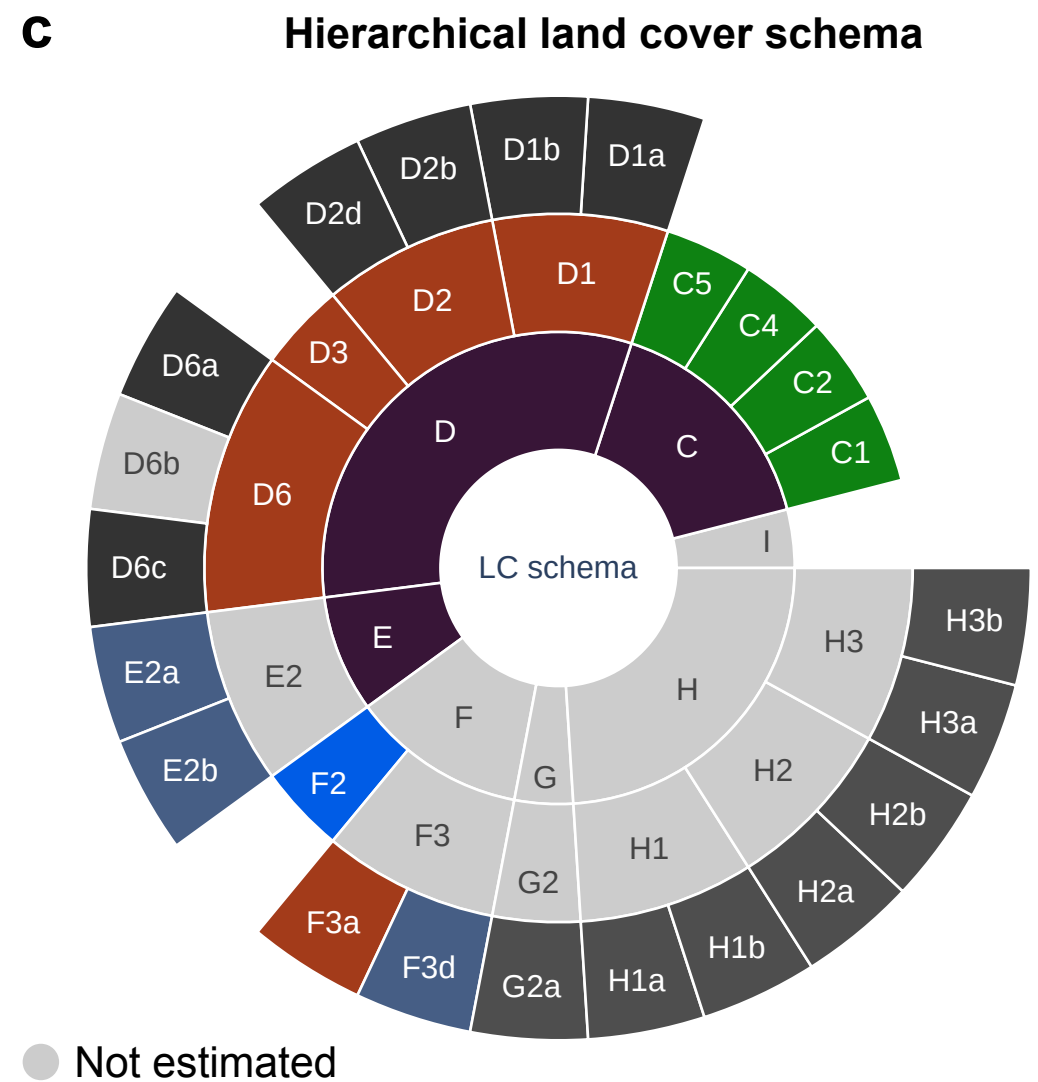 c
Hierarchical land cover schema
D1b
D1a
D2b
D2d
D1
C5
D2
C4
D3
D6a
C2
D
C
C1
D6b
D6
I
LC schema
D6c
H3b
E
H3
E2a
E2
H
F
H3a
E2b
F2
G
H2
H2b
F3
H1
G2
H2a
F3a
H1b
F3d
G2a
H1a
Not estimated